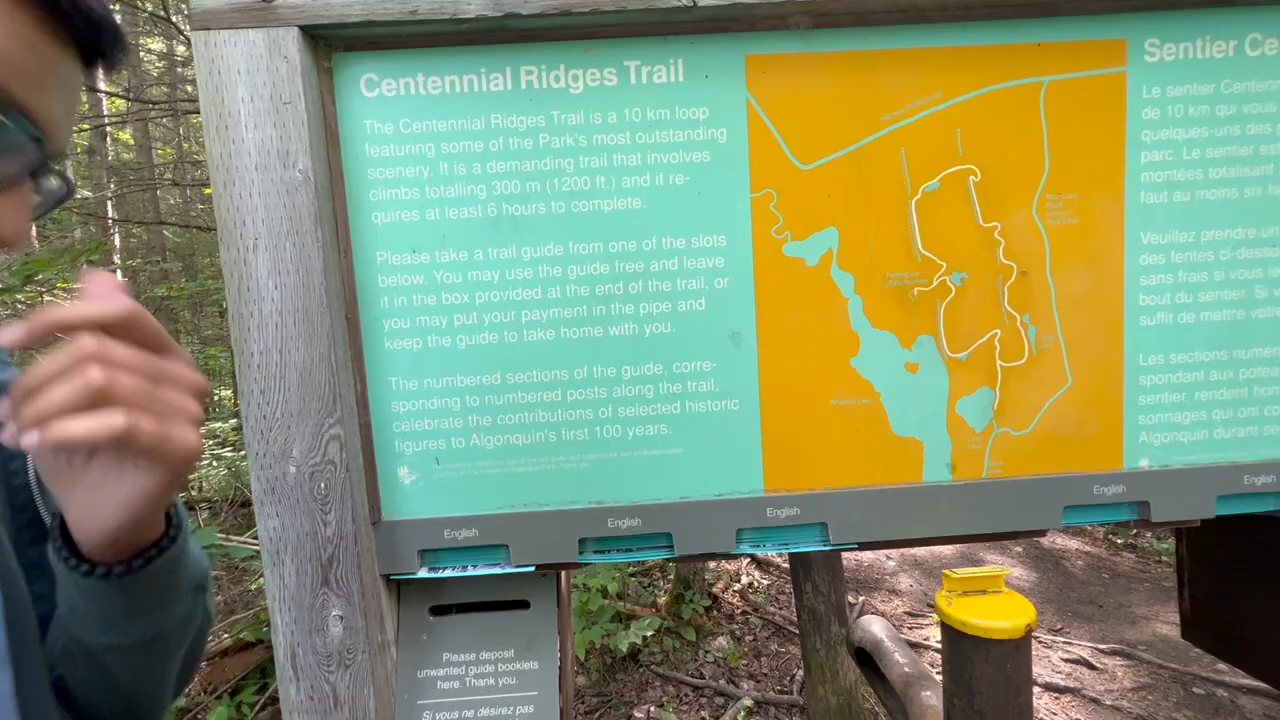 Centennial Ridges Trail
The Centennial Ridges Trail is a 10 km loop
featuring some of the Park's most outstanding
scenery. It is a demanding trail that involves
climbs totalling 300 m (1200 ft.) and it re-
quires at least 6 hours to complete.
Please take a trail guide from one of the slots
below. You may use the guide free and leave
it in the box provided at the end of the trail, or
you may put your payment in the pipe and
keep the guide to take home with you.
The numbered sections of the guide, corre-
sponding to numbered posts along the trail,
celebrate the contributions of selected historic
figures to Algonquin's first 100 years.
Sentier Ce
Le sentier Centenn
de 10 km qui vous
quelques-uns des p
parc. Le sentier est
montées totalisant
faut au moins six
Veuillez prendre un
des fentes ci-desso
sans frais si vous le
bout du sentier. Si v
suffit de mettre votre
Les sections numér
spondant aux potea
sentier, rendent hom
sonnages qui ont co
Algonquin durant se
English
English
English
English
English
Please deposit
unwanted guide booklets
here. Thank you.
Si vous ne désirez pas